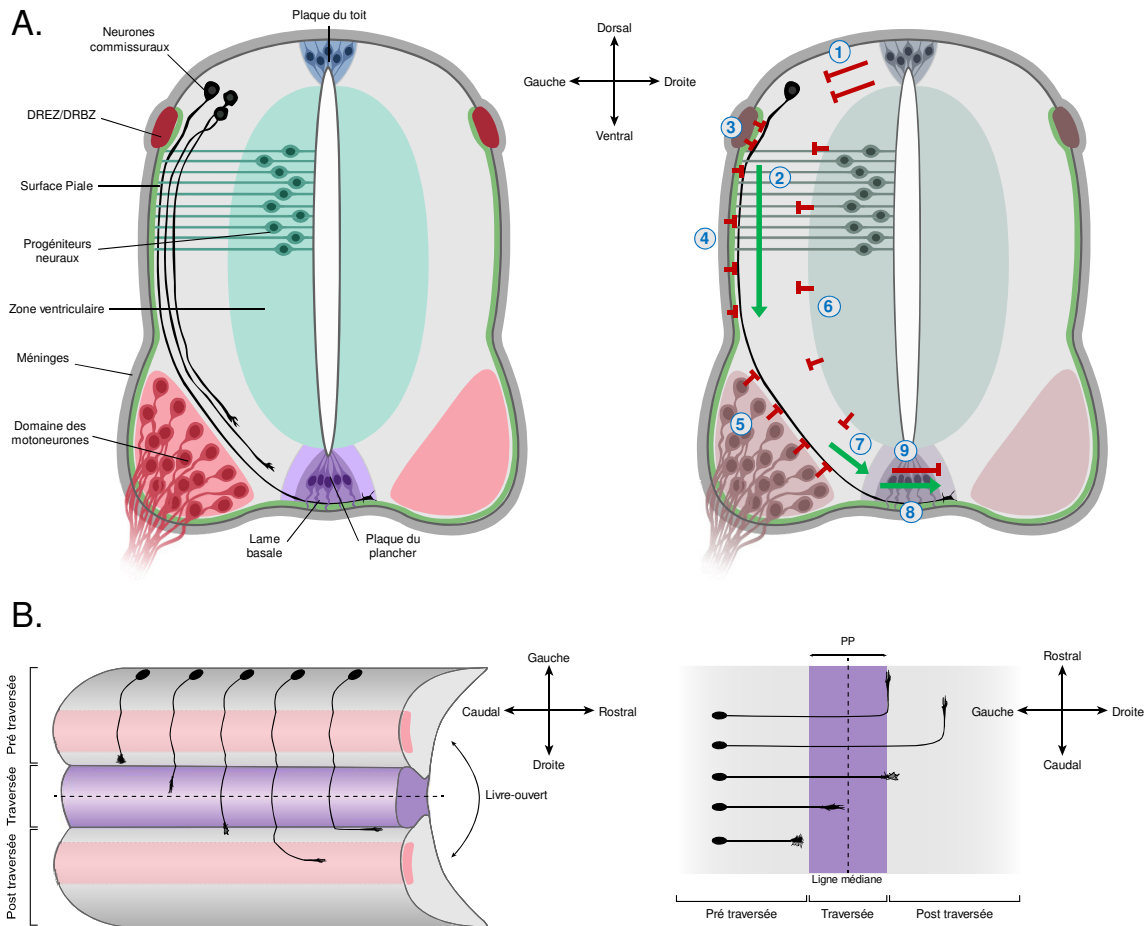 A.
Neurones
commissuraux
Plaque du toit
DREZ/DRBZ
Surface Piale
Progéniteurs
neuraux
Zone ventriculaire
Méninges
Domaine des
motoneurones
Lame
basale
Plaque du
plancher
Dorsal
Gauche
Droite
Ventral
1
2
3
4
5
6
7
8
9
B.
Pré traversée
Traversée
Post traversée
Gauche
Caudal
Rostral
Droite
Livre-ouvert
PP
Ligne médiane
Pré traversée
Traversée
Post traversée
Rostral
Gauche
Droite
Caudal